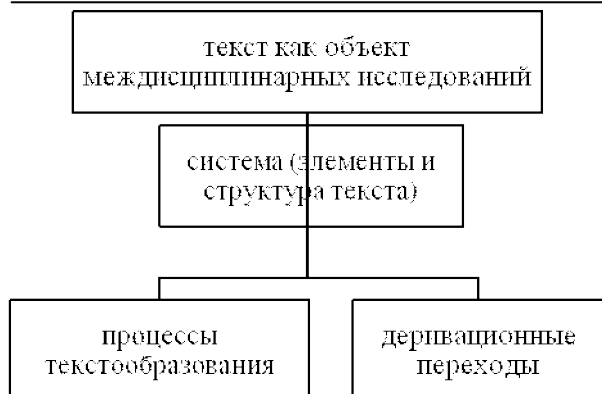 текст как объект
междисциплинарных исследований
система (элементы и
структура текста)
процессы
текстообразования
деривационные
переходы